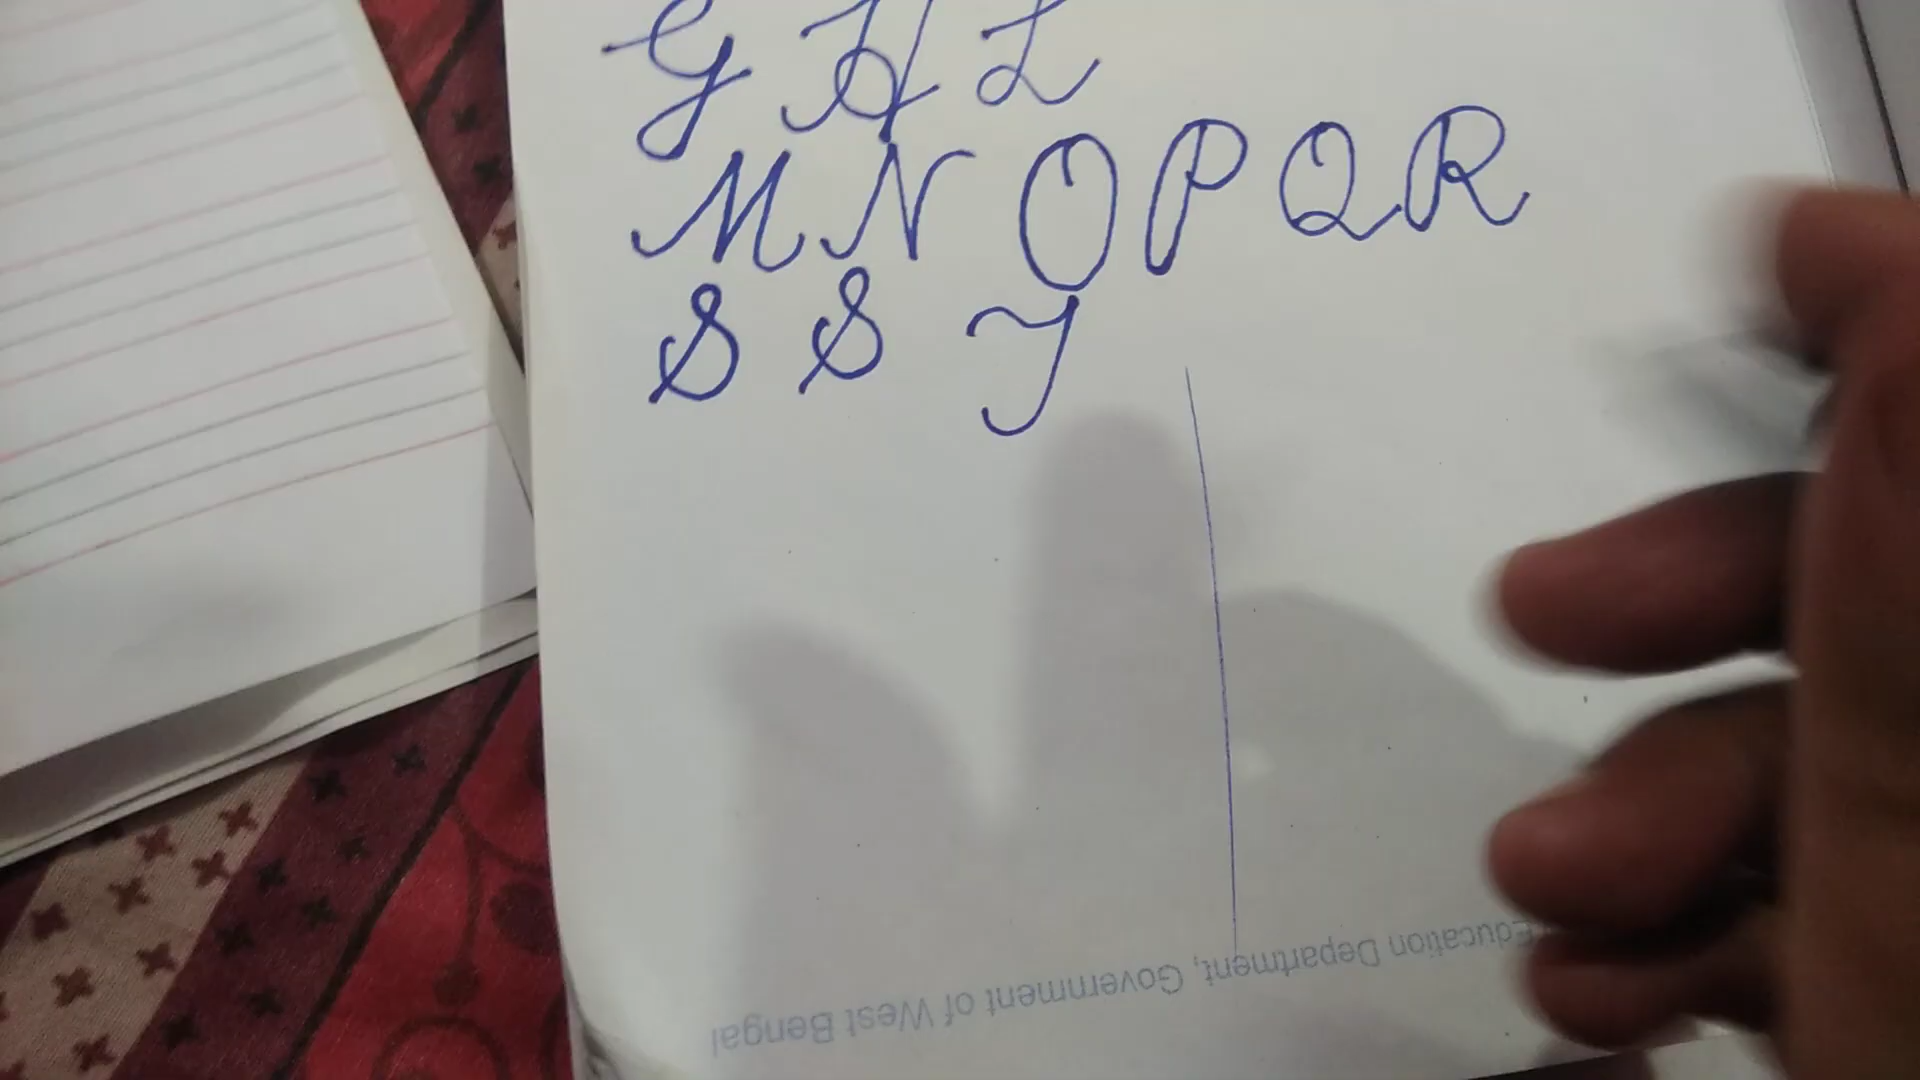 G H L
M N O P Q R
S S T
Education Department, Government of West Bengal